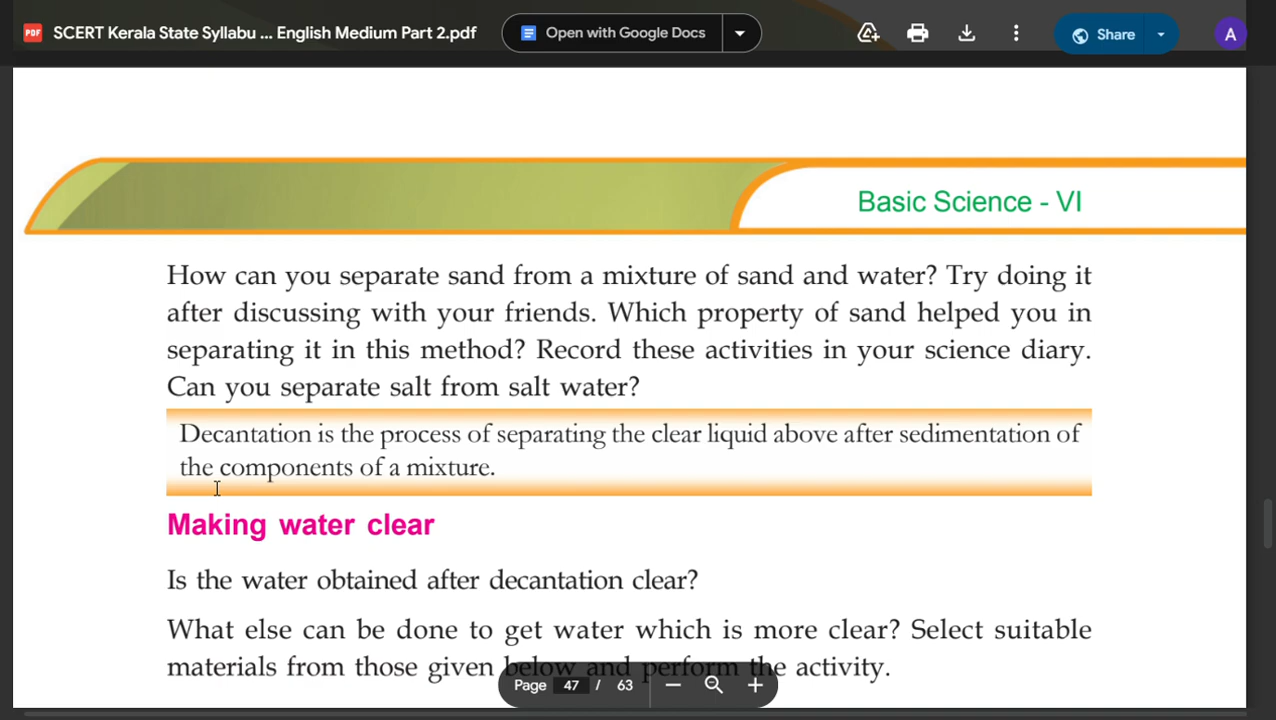 SCERT Kerala State Syllabu ... English Medium Part 2.pdf
Open with Google Docs
Share
A
Basic Science - VI
How can you separate sand from a mixture of sand and water? Try doing it
after discussing with your friends. Which property of sand helped you in
separating it in this method? Record these activities in your science diary.
Can you separate salt from salt water?
Decantation is the process of separating the clear liquid above after sedimentation of
the components of a mixture.
Making water clear
Is the water obtained after decantation clear?
What else can be done to get water which is more clear? Select suitable
materials from those given below and perform the activity.
Page 47 / 63